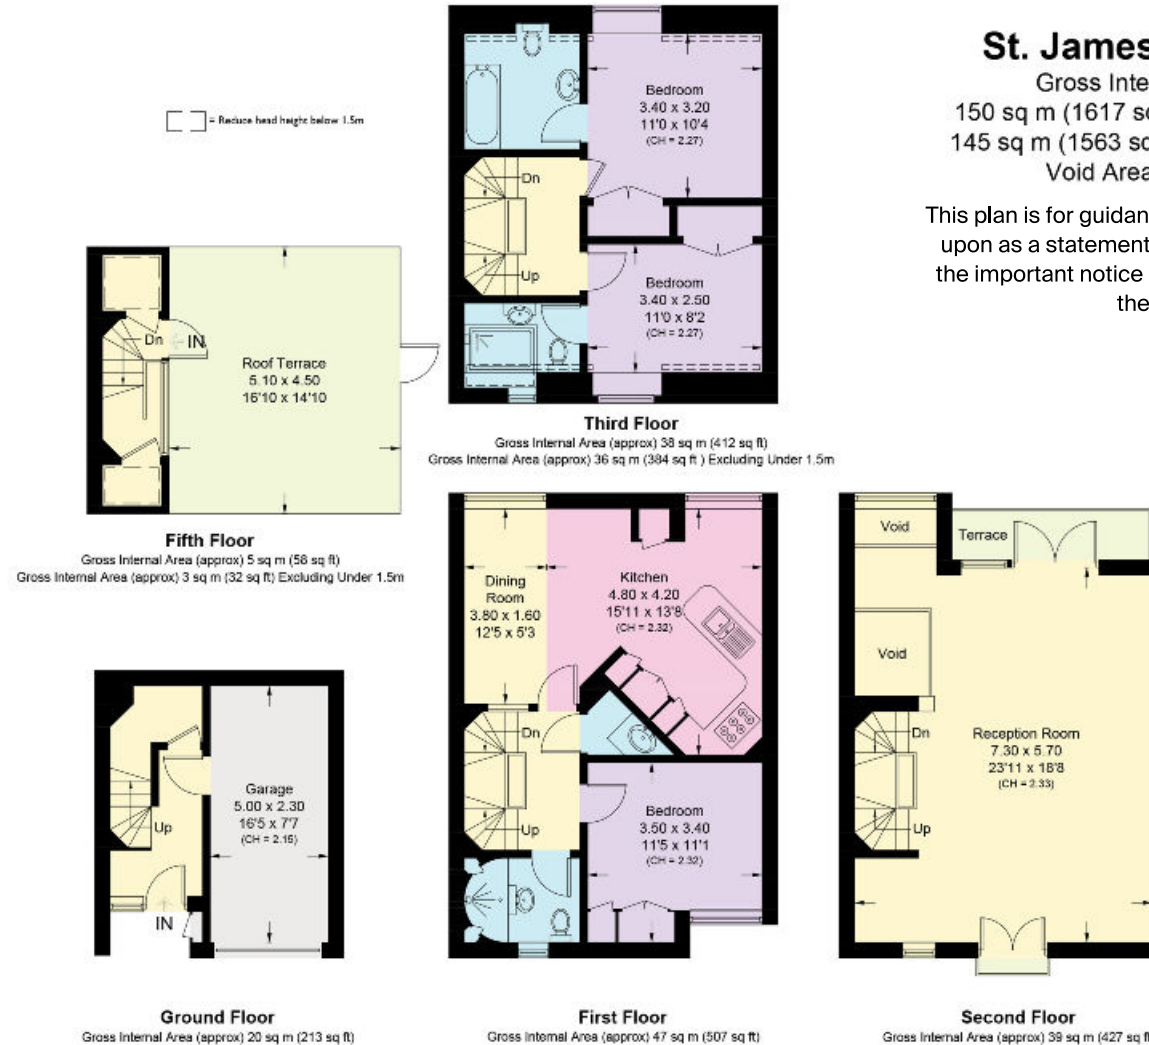 St. James
Gross Inte
150 sq m (1617 sq
145 sq m (1563 sq
Void Area
This plan is for guidan
upon as a statement
the important notice
the
= Reduce head height below 1.5m
Bedroom
3.40 x 3.20
11'0 x 10'4
(CH = 2.27)
Dn
Up
Bedroom
3.40 x 2.50
11'0 x 8'2
(CH = 2.27)
Third Floor
Gross Internal Area (approx) 38 sq m (412 sq ft)
Gross Internal Area (approx) 36 sq m (384 sq ft ) Excluding Under 1.5m
Dn
IN
Roof Terrace
5.10 x 4.50
16'10 x 14'10
Fifth Floor
Gross Internal Area (approx) 5 sq m (58 sq ft)
Gross Internal Area (approx) 3 sq m (32 sq ft) Excluding Under 1.5m
Garage
5.00 x 2.30
16'5 x 7'7
(CH = 2.15)
Up
IN
Ground Floor
Gross Internal Area (approx) 20 sq m (213 sq ft)
Dining
Room
3.80 x 1.60
12'5 x 5'3
Kitchen
4.80 x 4.20
15'11 x 13'8
(CH = 2.32)
Dn
Up
Bedroom
3.50 x 3.40
11'5 x 11'1
(CH = 2.32)
First Floor
Gross Internal Area (approx) 47 sq m (507 sq ft)
Void
Terrace
Void
Dn
Up
Reception Room
7.30 x 5.70
23'11 x 18'8
(CH = 2.33)
Second Floor
Gross Internal Area (approx) 39 sq m (427 sq ft